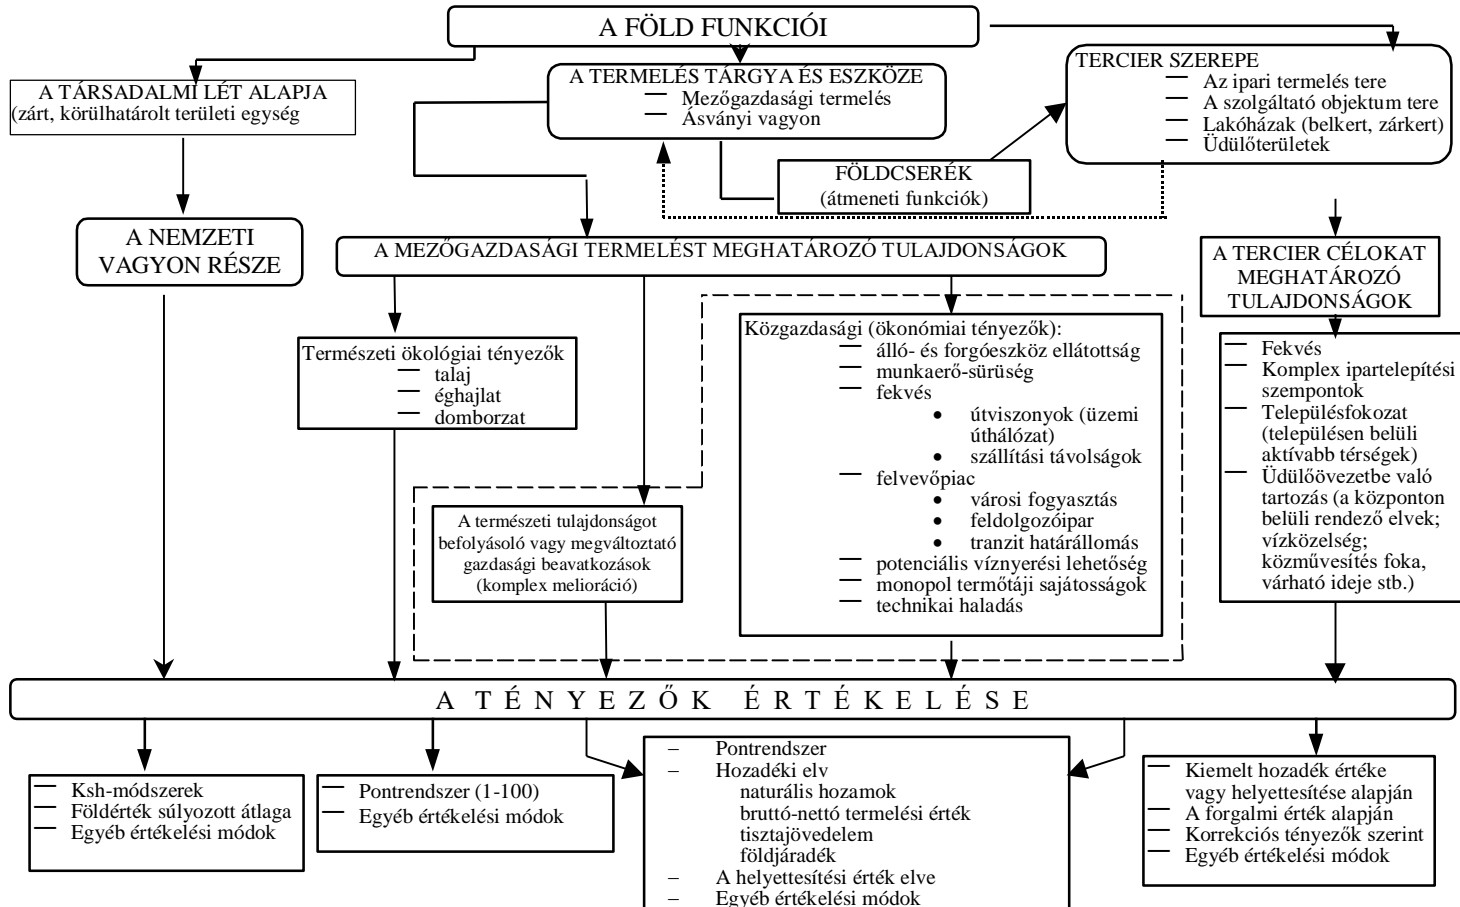 A FÖLD FUNKCIÓI
A TÁRSADALMI LÉT ALAPJA
(zárt, körülhatárolt területi egység
A TERMELÉS TÁRGYA ÉS ESZKÖZE
— Mezőgazdasági termelés
— Ásványi vagyon
TERCIER SZEREPE
— Az ipari termelés tere
— A szolgáltató objektum tere
— Lakóházak (belkert, zárkert)
— Üdülőterületek
FÖLDCSERÉK
(átmeneti funkciók)
A NEMZETI
VAGYON RÉSZE
A MEZŐGAZDASÁGI TERMELÉST MEGHATÁROZÓ TULAJDONSÁGOK
A TERCIER CÉLOKAT
MEGHATÁROZÓ
TULAJDONSÁGOK
Természeti ökológiai tényezők
— talaj
— éghajlat
— domborzat
A természeti tulajdonságot
befolyásoló vagy megváltoztató
gazdasági beavatkozások
(komplex melioráció)
Közgazdasági (ökonómiai tényezők):
— álló- és forgóeszköz ellátottság
— munkaerő-sürüség
— fekvés
• útviszonyok (üzemi
úthálózat)
• szállítási távolságok
— felvevőpiac
• városi fogyasztás
• feldolgozóipar
• tranzit határállomás
— potenciális víznyerési lehetőség
— monopol termőtáji sajátosságok
— technikai haladás
— Fekvés
— Komplex ipartelepítési
szempontok
— Településfokozat
(településen belüli
aktívabb térségek)
— Üdülőövezetbe való
tartozás (a központon
belüli rendező elvek;
vízközelség;
közművesítés foka,
várható ideje stb.)
A TÉNYEZŐK ÉRTÉKELÉSE
— Ksh-módszerek
— Földérték súlyozott átlaga
— Egyéb értékelési módok
— Pontrendszer (1-100)
— Egyéb értékelési módok
– Pontrendszer
– Hozadéki elv
naturális hozamok
bruttó-nettó termelési érték
tisztajövedelem
földjáradék
– A helyettesítési érték elve
– Egyéb értékelési módok
— Kiemelt hozadék értéke
vagy helyettesítése alapján
— A forgalmi érték alapján
— Korrekciós tényezők szerint
— Egyéb értékelési módok